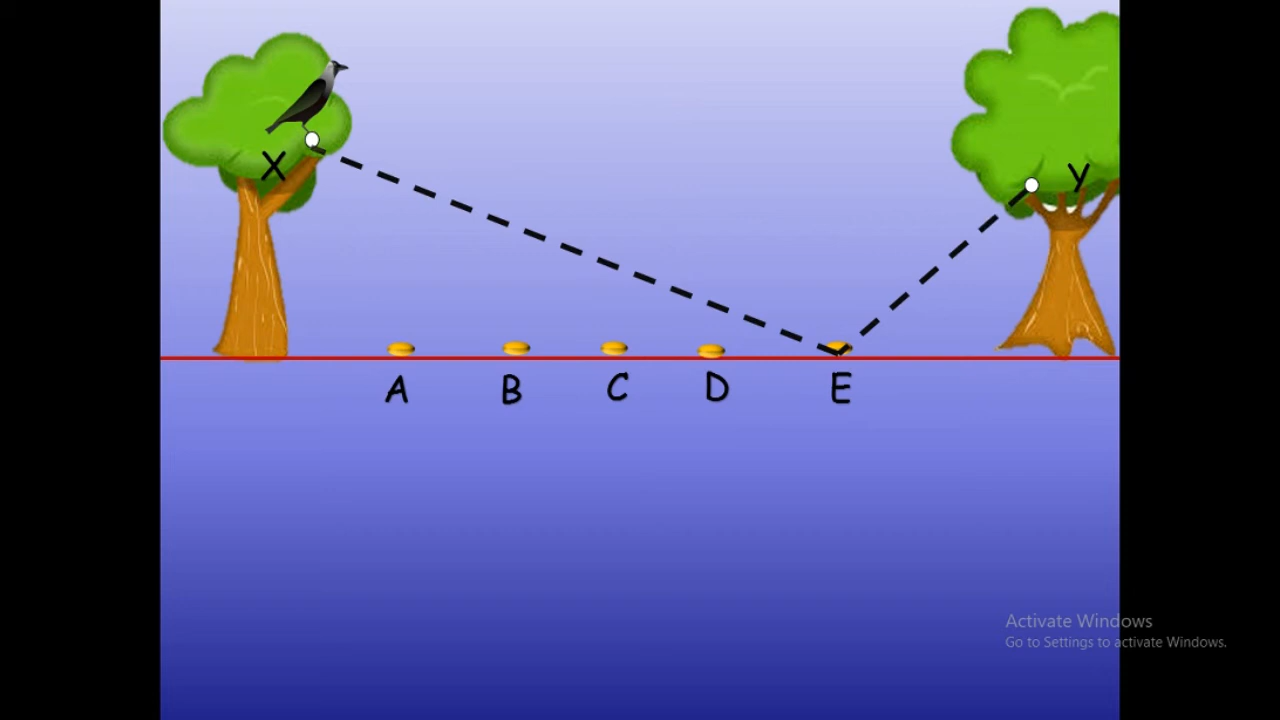 X
y
A B C D E
Activate Windows
Go to Settings to activate Windows.